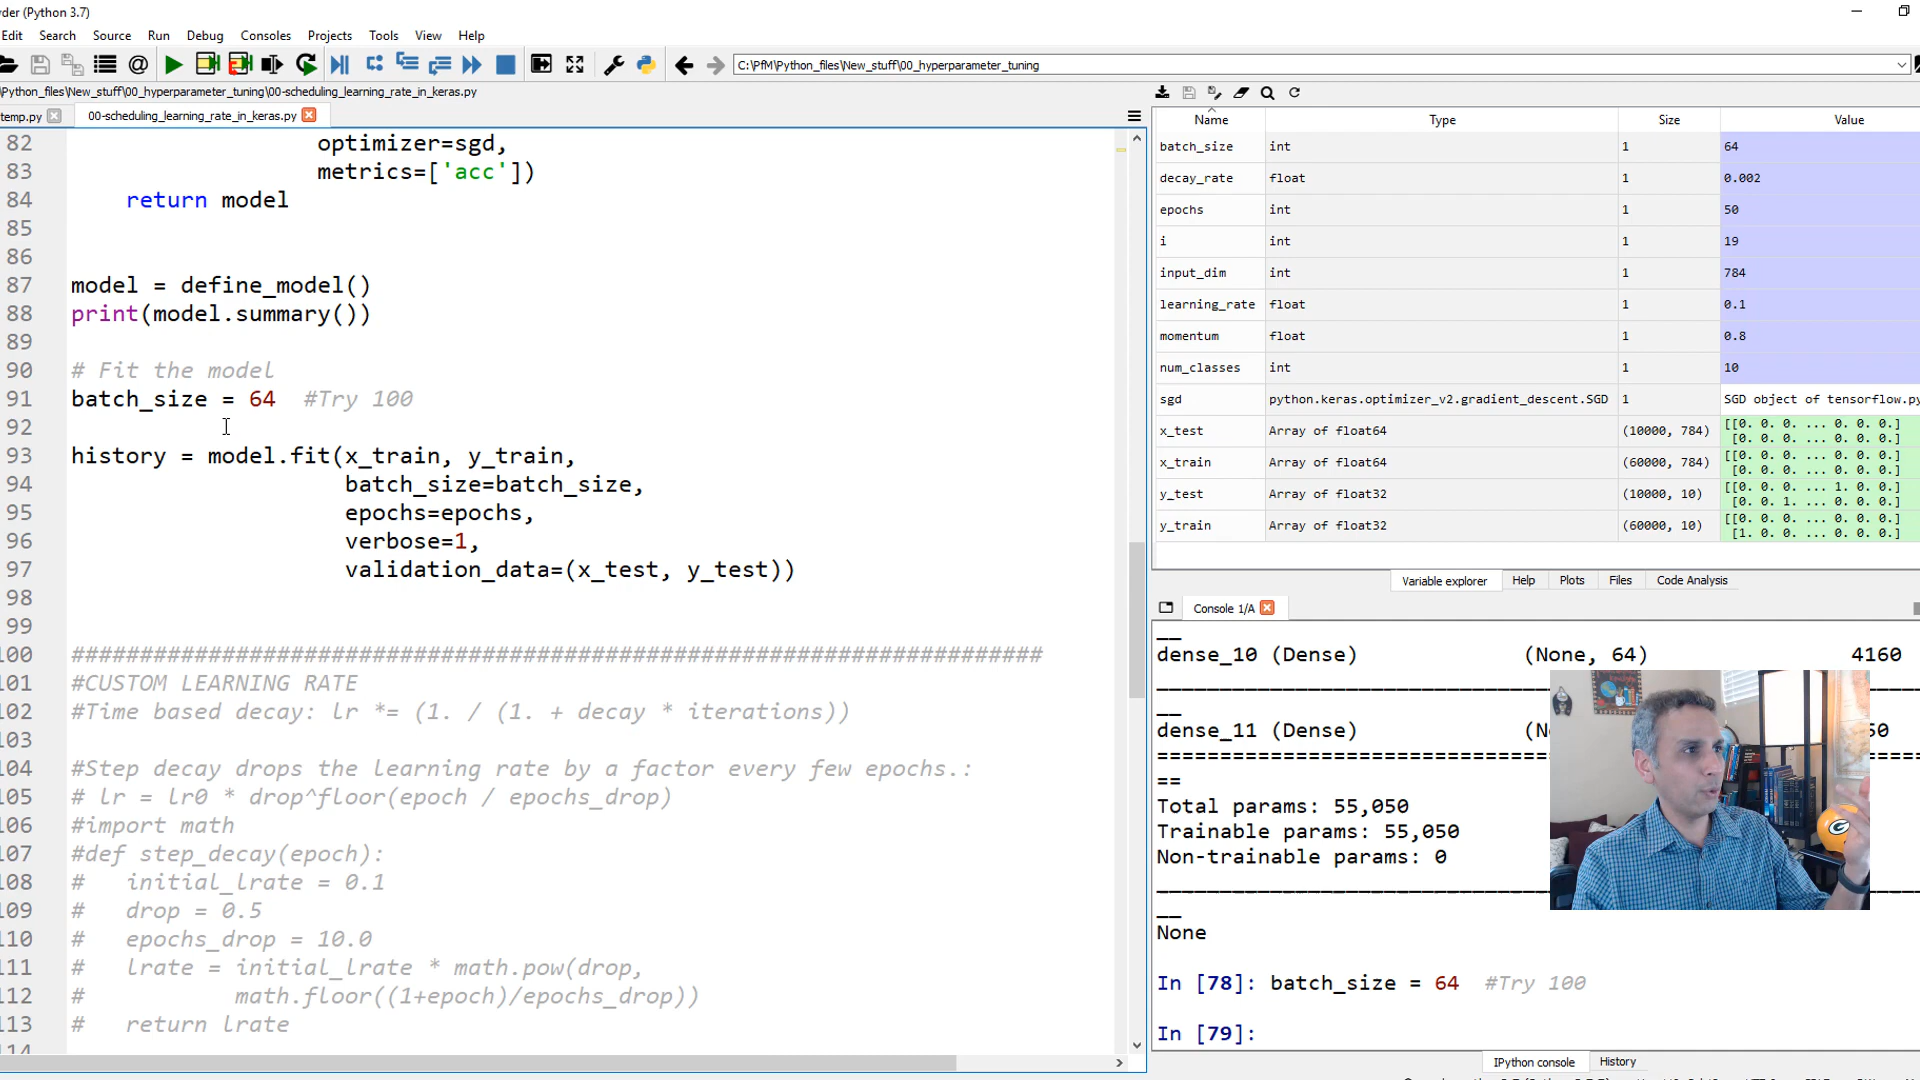 yder (Python 3.7)
Edit Search Source Run Debug Consoles Projects Tools View Help
C:\PfM\Python_files\New_stuff\00_hyperparameter_tuning
\Python_files\New_stuff\00_hyperparameter_tuning\00-scheduling_learning_rate_in_keras.py
temp.py 00-scheduling_learning_rate_in_keras.py
82 optimizer=sgd,
83 metrics=['acc'])
84 return model
85
86
87 model = define_model()
88 print(model.summary())
89
90 # Fit the model
91 batch_size = 64 #Try 100
92
93 history = model.fit(x_train, y_train,
94 batch_size=batch_size,
95 epochs=epochs,
96 verbose=1,
97 validation_data=(x_test, y_test))
98
99
100 #######################################################################
101 #CUSTOM LEARNING RATE
102 #Time based decay: lr *= (1. / (1. + decay * iterations))
103
104 #Step decay drops the learning rate by a factor every few epochs.:
105 # lr = lr0 * drop^floor(epoch / epochs_drop)
106 #import math
107 #def step_decay(epoch):
108 # initial_lrate = 0.1
109 # drop = 0.5
110 # epochs_drop = 10.0
111 # lrate = initial_lrate * math.pow(drop,
112 # math.floor((1+epoch)/epochs_drop))
113 # return lrate
114
Name Type Size Value
batch_size int 1 64
decay_rate float 1 0.002
epochs int 1 50
i int 1 19
input_dim int 1 784
learning_rate float 1 0.1
momentum float 1 0.8
num_classes int 1 10
sgd python.keras.optimizer_v2.gradient_descent.SGD 1 SGD object of tensorflow.py
x_test Array of float64 (10000, 784) [[0. 0. 0. ... 0. 0. 0.]
[0. 0. 0. ... 0. 0. 0.]
x_train Array of float64 (60000, 784) [[0. 0. 0. ... 0. 0. 0.]
[0. 0. 0. ... 0. 0. 0.]
y_test Array of float32 (10000, 10) [[0. 0. 0. ... 1. 0. 0.]
[0. 0. 1. ... 0. 0. 0.]
y_train Array of float32 (60000, 10) [[0. 0. 0. ... 0. 0. 0.]
[1. 0. 0. ... 0. 0. 0.]
Variable explorer Help Plots Files Code Analysis
Console 1/A
__
dense_10 (Dense) (None, 64) 4160
__
dense_11 (Dense) (No 50
==
Total params: 55,050
Trainable params: 55,050
Non-trainable params: 0
__
None
In [78]: batch_size = 64 #Try 100
In [79]:
IPython console History